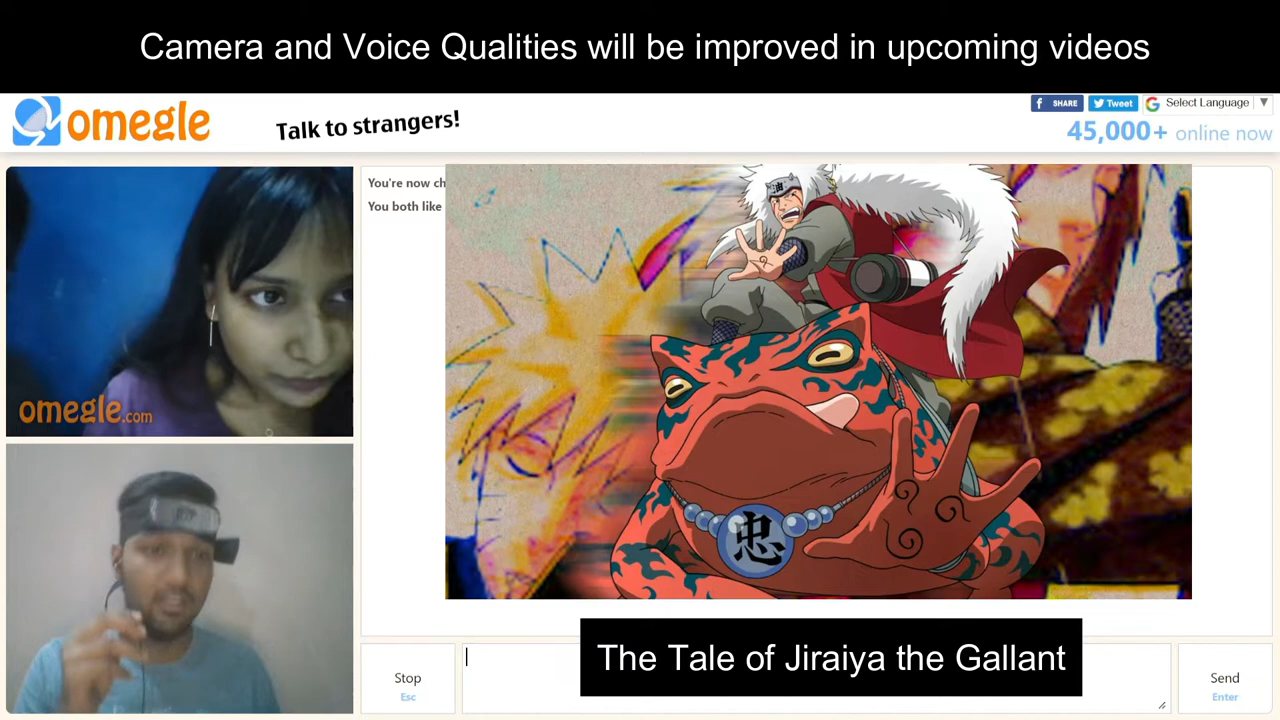 Camera and Voice Qualities will be improved in upcoming videos
omegle
Talk to strangers!
f SHARE
Tweet
G Select Language ▼
45,000+ online now
You're now ch
You both like
omegle.com
油
忠
The Tale of Jiraiya the Gallant
Stop
Esc
Send
Enter